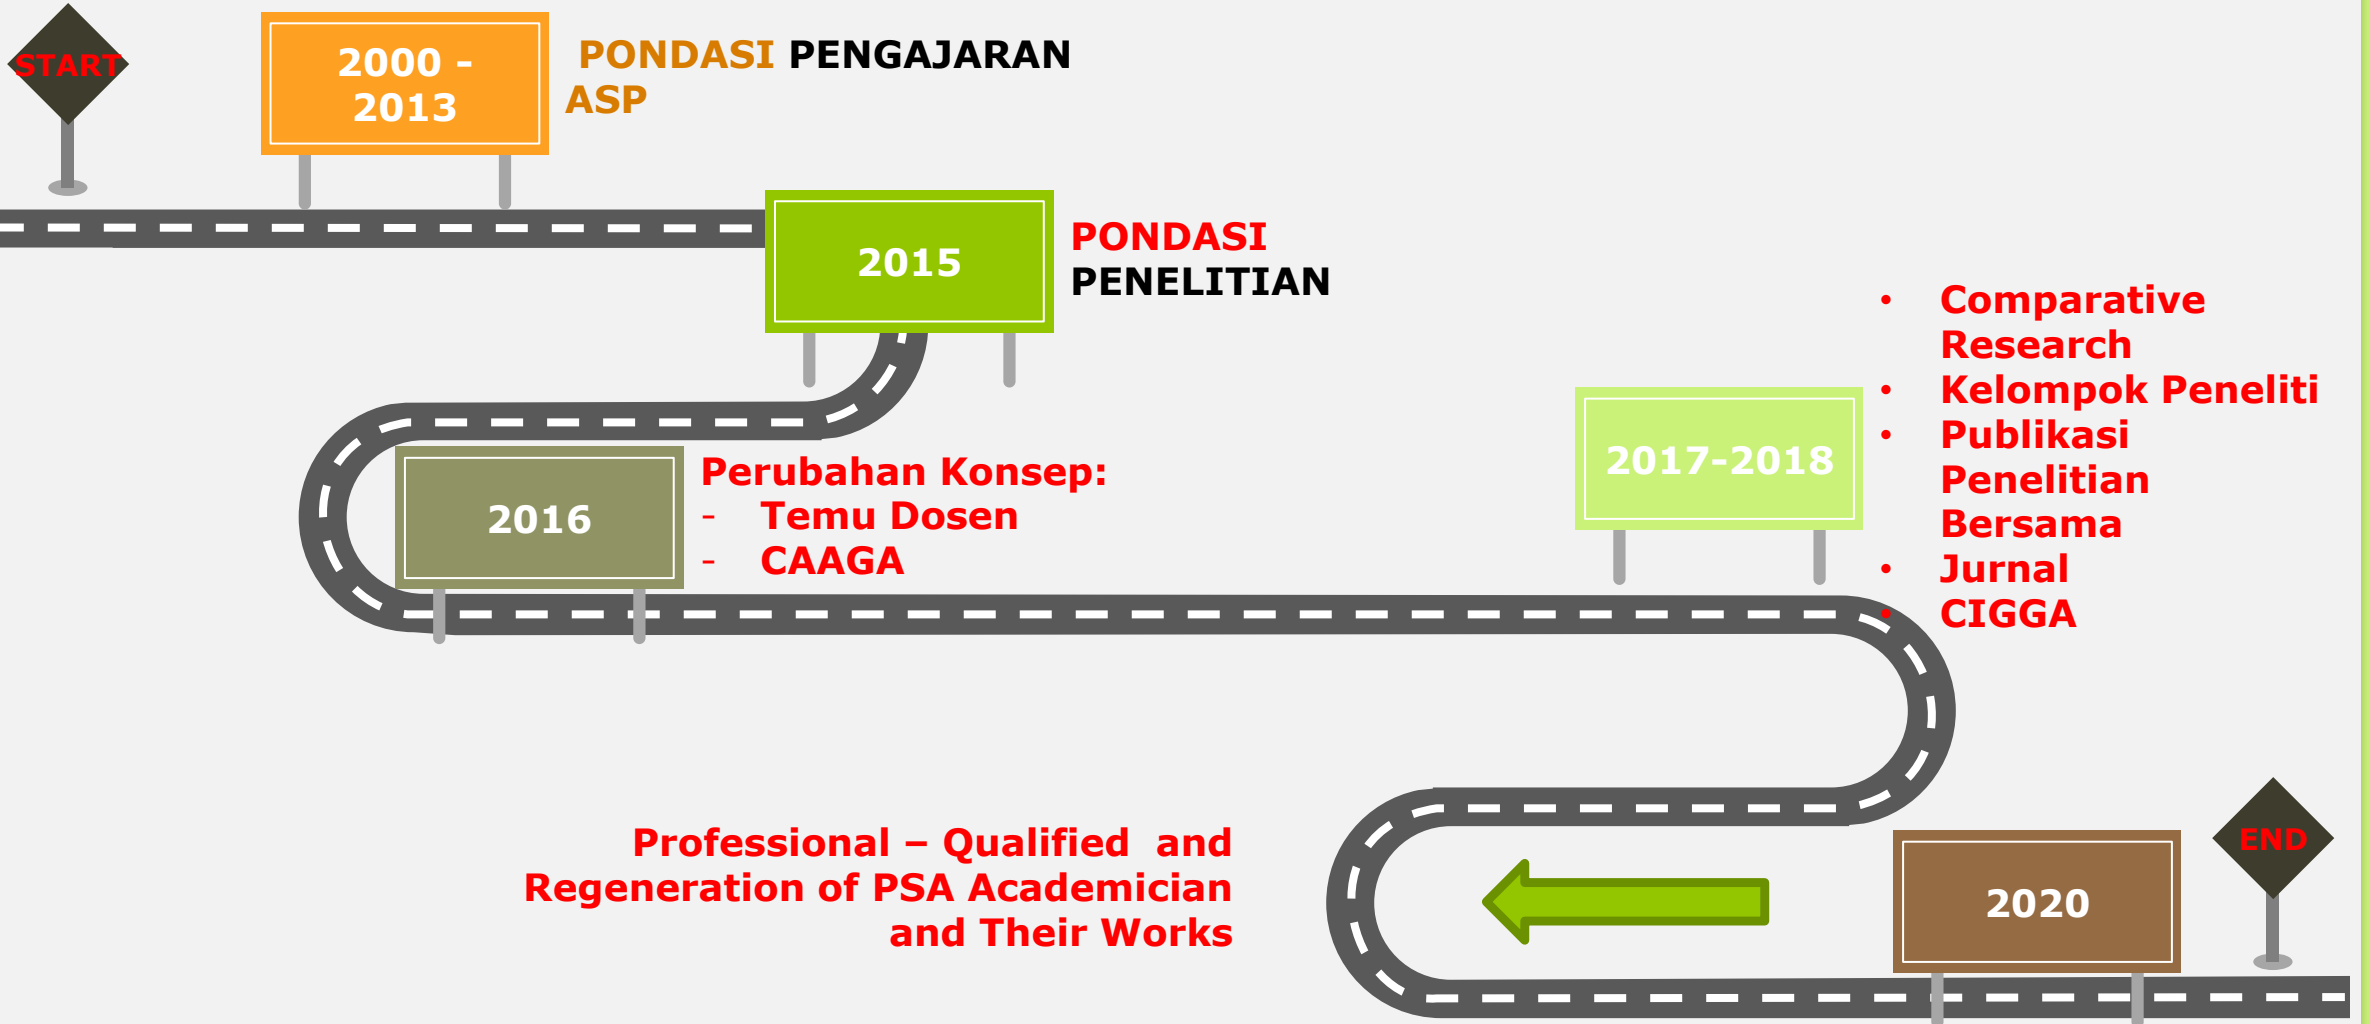 START
2000 -
2013
PONDASI PENGAJARAN
ASP
2015
PONDASI
PENELITIAN
2016
Perubahan Konsep:
- Temu Dosen
- CAAGA
2017-2018
• Comparative
Research
• Kelompok Peneliti
• Publikasi
Penelitian
Bersama
• Jurnal
• CIGGA
Professional – Qualified and
Regeneration of PSA Academician
and Their Works
2020
END